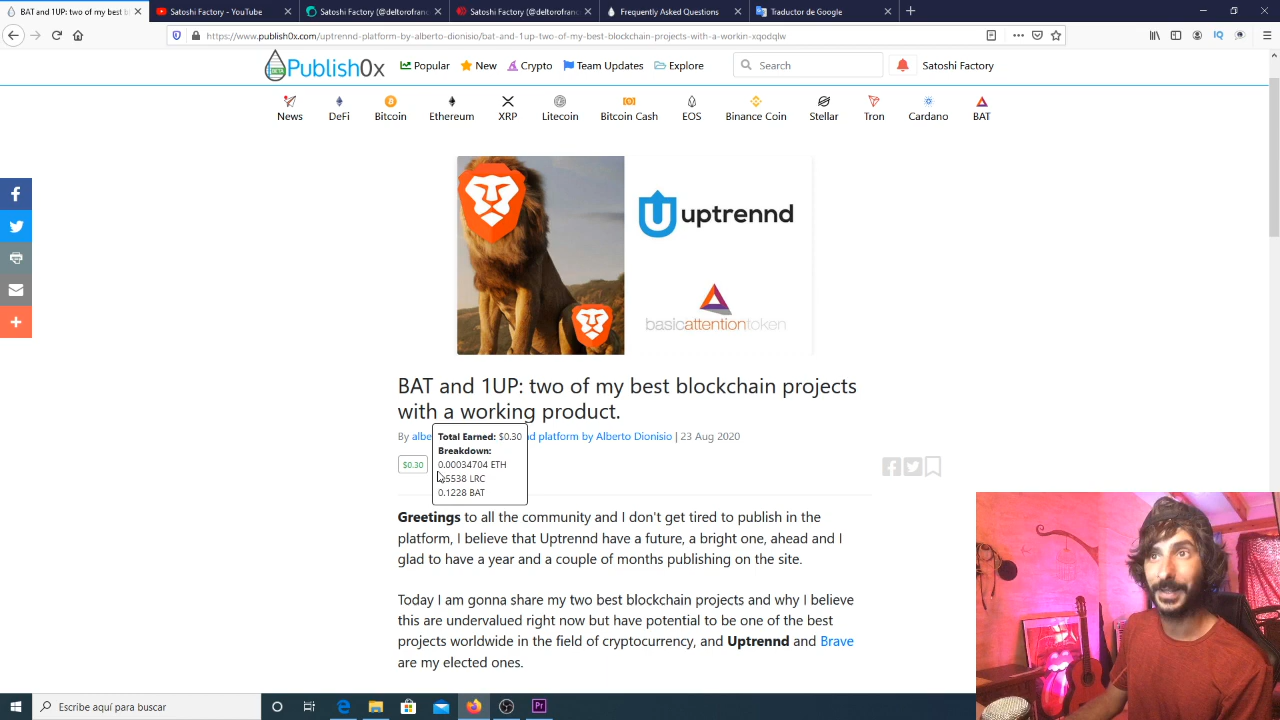 BAT and 1UP: two of my best bl
Satoshi Factory - YouTube
Satoshi Factory (@deltorofran
Satoshi Factory (@deltorofran
Frequently Asked Questions
Traductor de Google
https://www.publish0x.com/uptrennd-platform-by-alberto-dionisio/bat-and-1up-two-of-my-best-blockchain-projects-with-a-workin-xqodqlw
IQ
Publish0x
Popular
New
Crypto
Team Updates
Explore
Search
Satoshi Factory
News
DeFi
Bitcoin
Ethereum
XRP
Litecoin
Bitcoin Cash
EOS
Binance Coin
Stellar
Tron
Cardano
BAT
uptrennd
basicattentiontoken
BAT and 1UP: two of my best blockchain projects
with a working product.
By albe
d platform by Alberto Dionisio | 23 Aug 2020
Total Earned: $0.30
Breakdown:
0.00034704 ETH
5538 LRC
0.1228 BAT
$0.30
Greetings to all the community and I don't get tired to publish in the
platform, I believe that Uptrennd have a future, a bright one, ahead and I
glad to have a year and a couple of months publishing on the site.
Today I am gonna share my two best blockchain projects and why I believe
this are undervalued right now but have potential to be one of the best
projects worldwide in the field of cryptocurrency, and Uptrennd and Brave
are my elected ones.
Escribe aquí para buscar
Pr